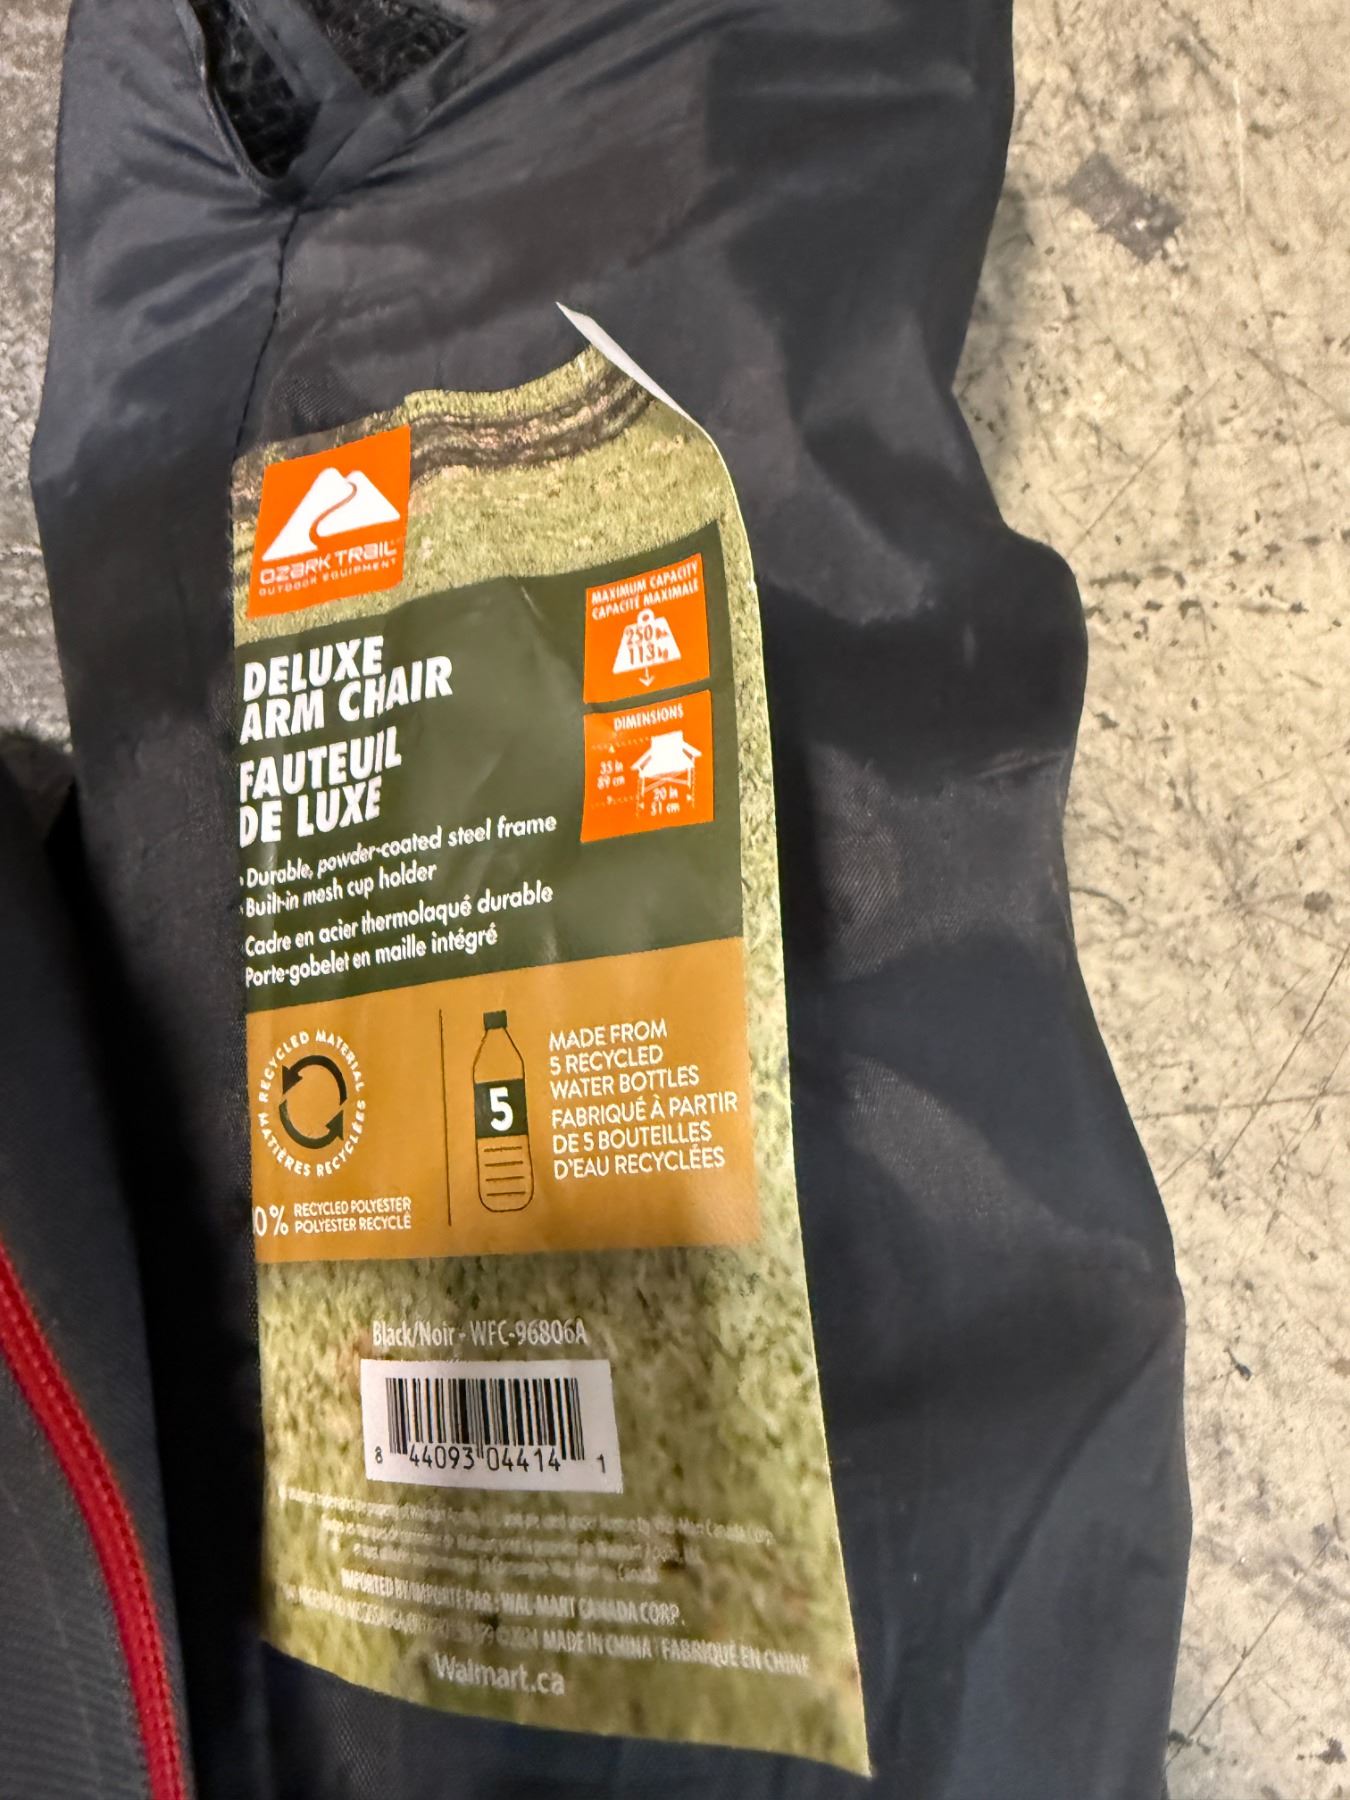 OZARK TRAIL
OUTDOOR EQUIPMENT
MAXIMUM CAPACITY
CAPACITÉ MAXIMALE
250 lb
113 kg
DIMENSIONS
35 in
89 cm
20 in
51 cm
DELUXE
ARM CHAIR
FAUTEUIL
DE LUXE
• Durable, powder-coated steel frame
• Built-in mesh cup holder
Cadre en acier thermolaqué durable
Porte-gobelet en maille intégré
RECYCLED MATERIAL
MATIÈRES RECYCLÉES
0% RECYCLED POLYESTER
POLYESTER RECYCLÉ
5
MADE FROM
5 RECYCLED
WATER BOTTLES
FABRIQUÉ À PARTIR
DE 5 BOUTEILLES
D'EAU RECYCLÉES
Black/Noir - WFC-96806A
8 44093 04414 1
IMPORTED BY/IMPORTÉ PAR : WAL-MART CANADA CORP.
MADE IN CHINA FABRIQUÉ EN CHINE
Walmart.ca